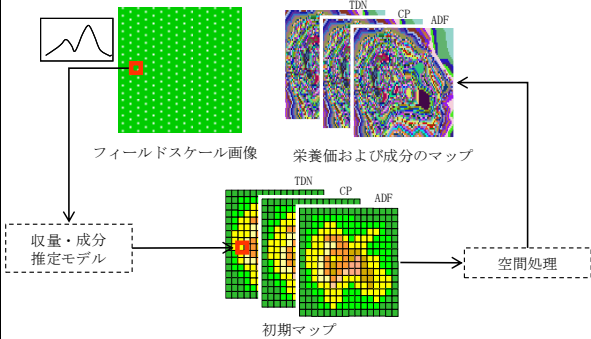 TDN
CP
ADF
フィールドスケール画像
栄養価および成分のマップ
TDN
CP
ADF
収量・成分
推定モデル
空間処理
初期マップ